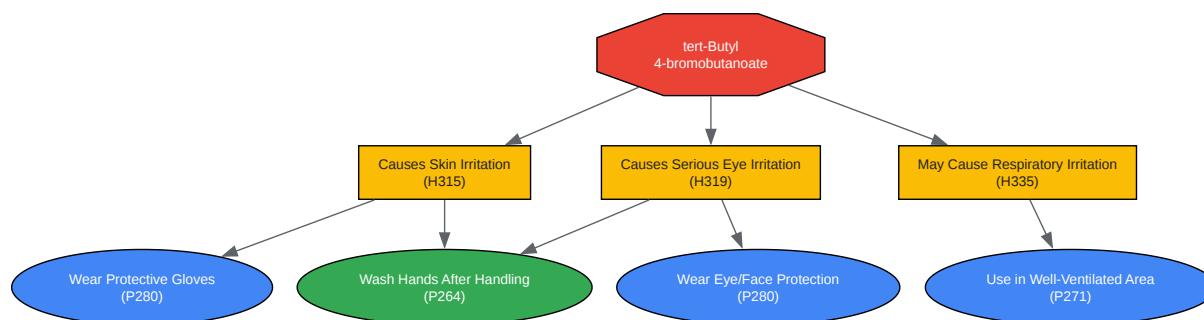 tert-Butyl
4-bromobutanoate
Causes Skin Irritation
(H315)
Causes Serious Eye Irritation
(H319)
May Cause Respiratory Irritation
(H335)
Wear Protective Gloves
(P280)
Wash Hands After Handling
(P264)
Wear Eye/Face Protection
(P280)
Use in Well-Ventilated Area
(P271)